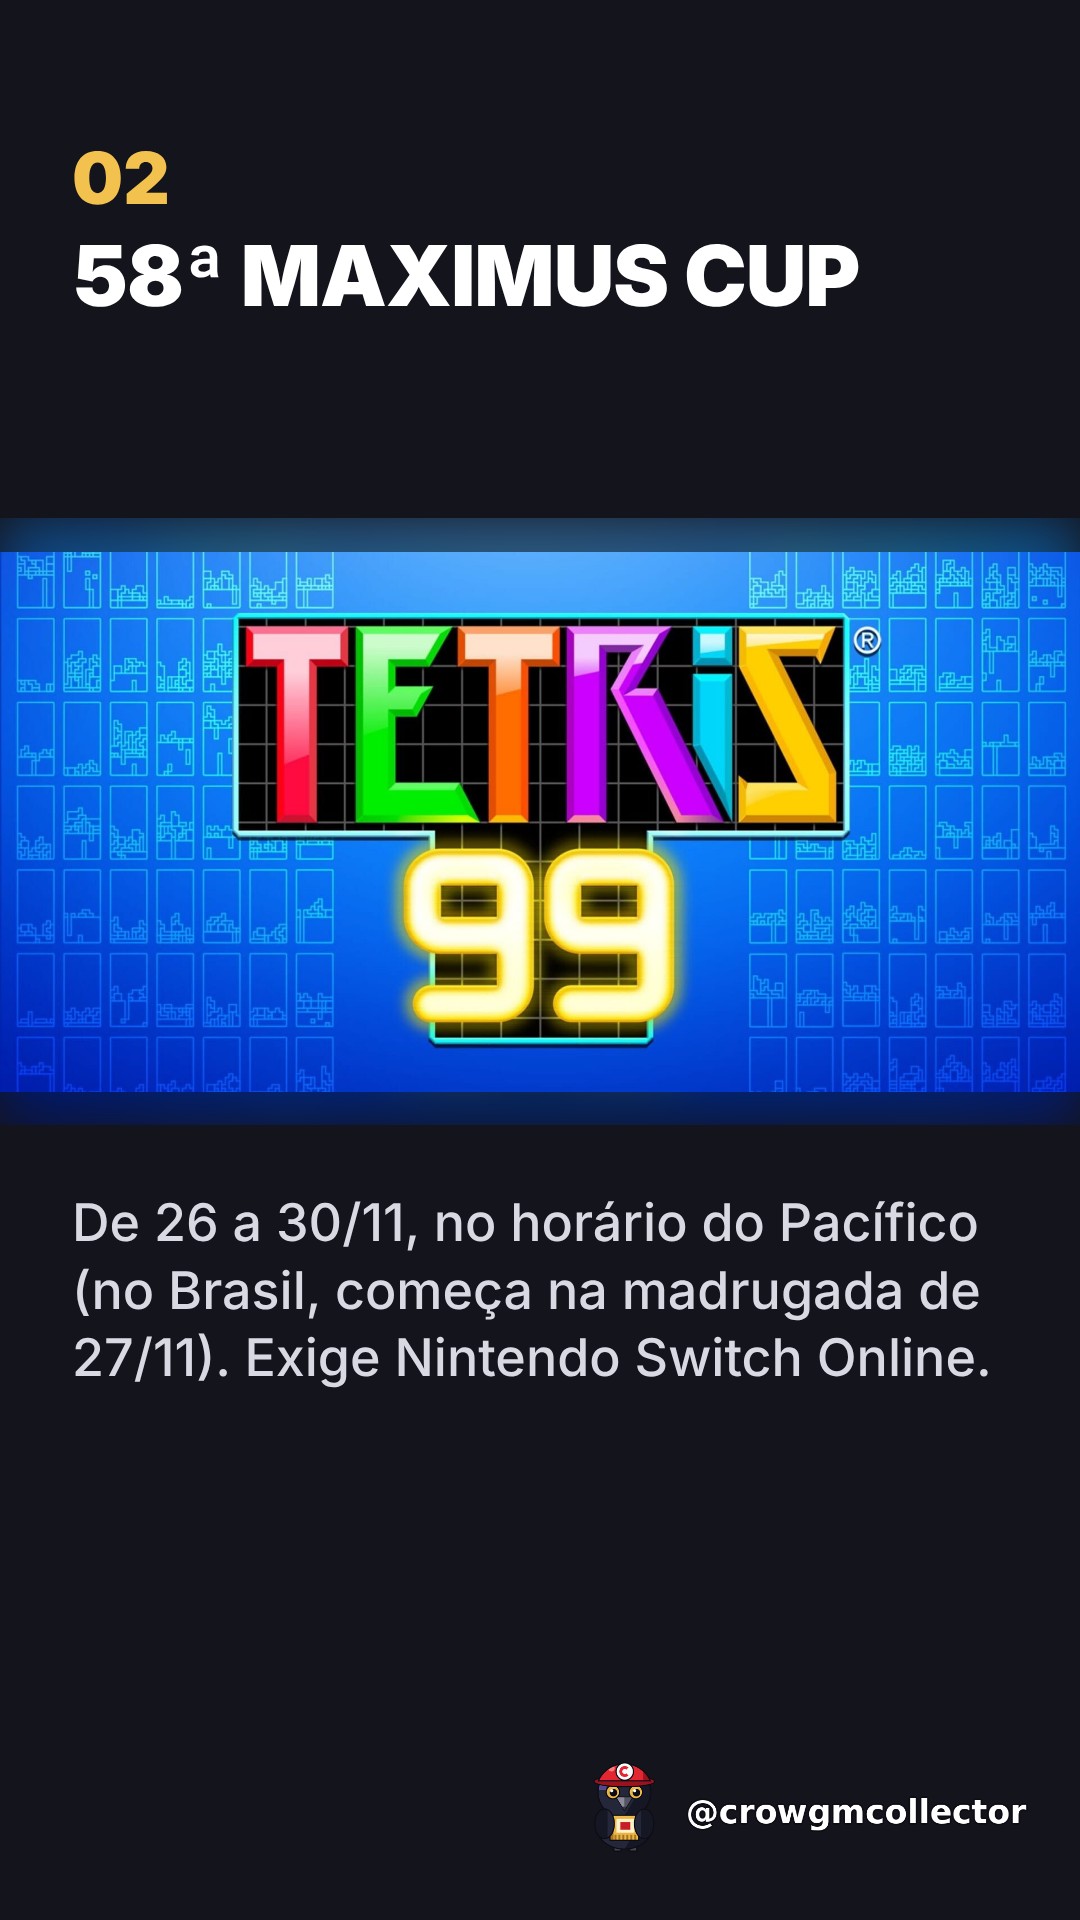 02
58ª MAXIMUS CUP
TETRiS®
99
De 26 a 30/11, no horário do Pacífico
(no Brasil, começa na madrugada de
27/11). Exige Nintendo Switch Online.
C
@crowgmcollector